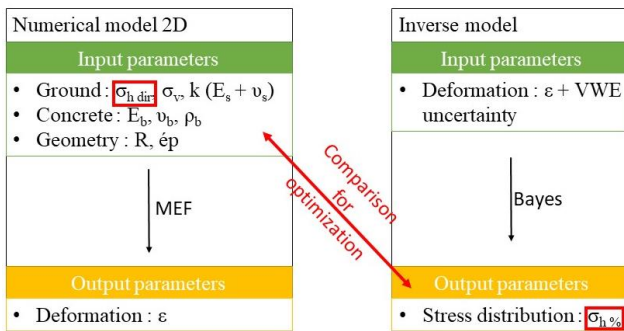 Numerical model 2D
Input parameters
• Ground : σh dir, σv, k (Es + υs)
• Concrete : Eb, υb, ρb
• Geometry : R, ép
MEF
Output parameters
• Deformation : ε
Comparison
for
optimization
Inverse model
Input parameters
• Deformation : ε + VWE
uncertainty
Bayes
Output parameters
• Stress distribution : σh %